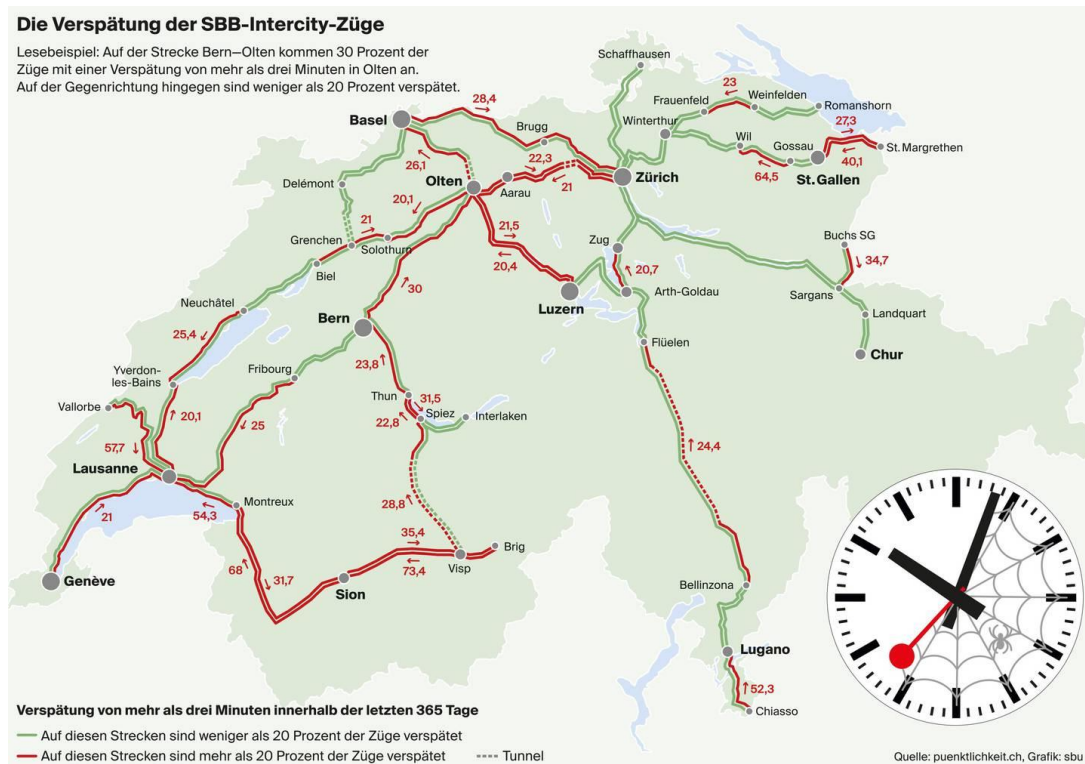 Die Verspätung der SBB-Intercity-Züge
Lesebeispiel: Auf der Strecke Bern—Olten kommen 30 Prozent der
Züge mit einer Verspätung von mehr als drei Minuten in Olten an.
Auf der Gegenrichtung hingegen sind weniger als 20 Prozent verspätet.
Schaffhausen
28,4
Basel
Brugg
23
Frauenfeld
Weinfelden
Romanshorn
Winterthur
27,3
Wil
Gossau
St. Margrethen
40,1
64,5
St. Gallen
26,1
22,3
21
Zürich
Delémont
Olten
Aarau
20,1
21
Grenchen
Solothurn
21,5
20,4
Zug
20,7
Buchs SG
34,7
Biel
30
Luzern
Arth-Goldau
Sargans
Neuchâtel
Landquart
Bern
25,4
Flüelen
Chur
23,8
Fribourg
Yverdon-
les-Bains
Thun
31,5
Vallorbe
20,1
25
22,8
Spiez
Interlaken
57,7
24,4
Lausanne
Montreux
28,8
54,3
21
35,4
Brig
73,4
Visp
68
31,7
Genève
Sion
Bellinzona
Lugano
52,3
Chiasso
Verspätung von mehr als drei Minuten innerhalb der letzten 365 Tage
Auf diesen Strecken sind weniger als 20 Prozent der Züge verspätet
Auf diesen Strecken sind mehr als 20 Prozent der Züge verspätet
Tunnel
Quelle: puenktlichkeit.ch, Grafik: sbu